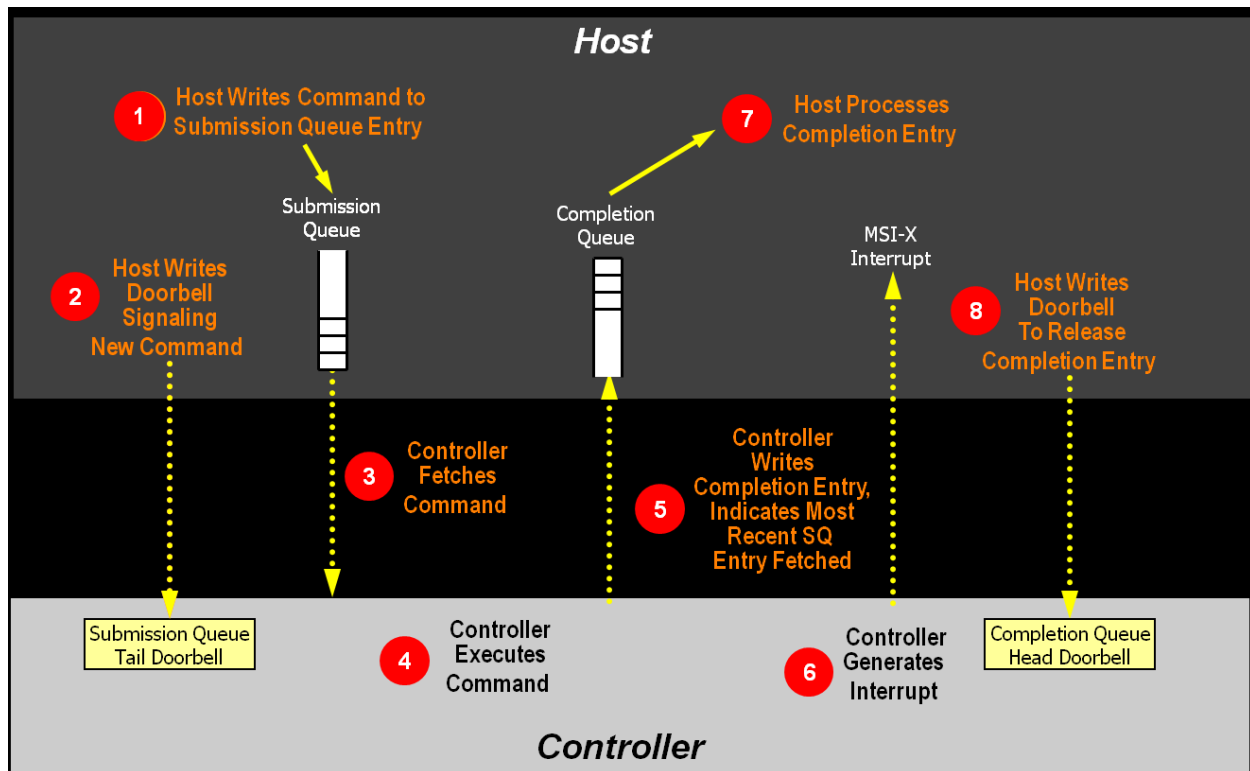 Host
1
Host Writes Command to
Submission Queue Entry
7
Host Processes
Completion Entry
Submission
Queue
Completion
Queue
MSI-X
Interrupt
2
Host Writes
Doorbell
Signaling
New Command
8
Host Writes
Doorbell
To Release
Completion Entry
3
Controller
Fetches
Command
5
Controller
Writes
Completion Entry,
Indicates Most
Recent SQ
Entry Fetched
Submission Queue
Tail Doorbell
4
Controller
Executes
Command
6
Controller
Generates
Interrupt
Completion Queue
Head Doorbell
Controller